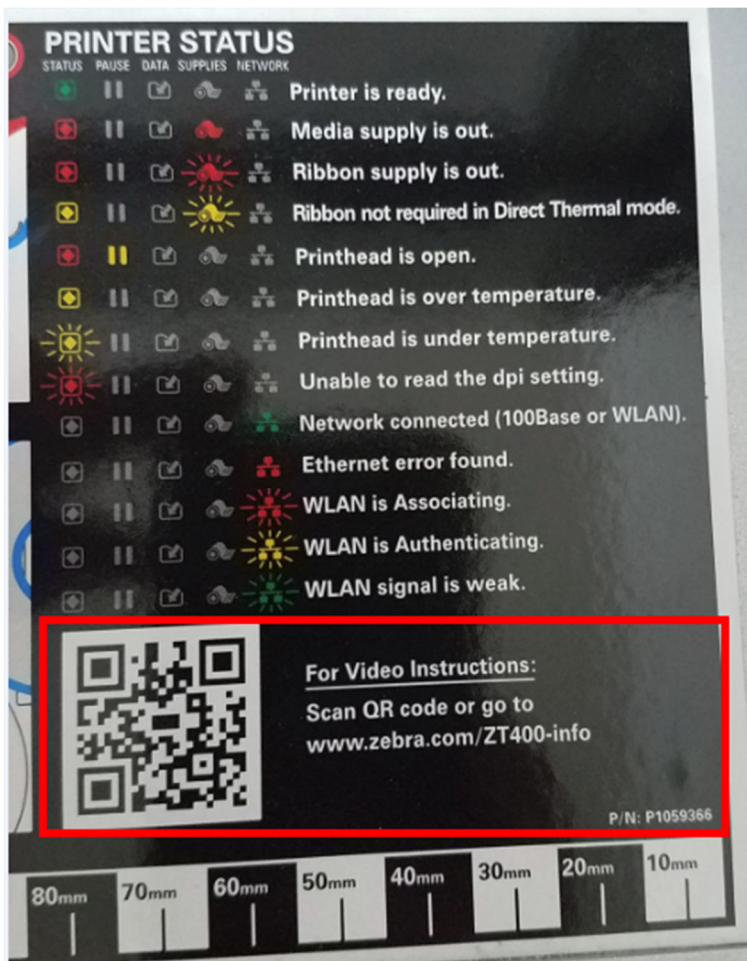 PRINTER STATUS
STATUS PAUSE DATA SUPPLIES NETWORK
Printer is ready.
Media supply is out.
Ribbon supply is out.
Ribbon not required in Direct Thermal mode.
Printhead is open.
Printhead is over temperature.
Printhead is under temperature.
Unable to read the dpi setting.
Network connected (100Base or WLAN).
Ethernet error found.
WLAN is Associating.
WLAN is Authenticating.
WLAN signal is weak.
For Video Instructions:
Scan QR code or go to
www.zebra.com/ZT400-info
P/N: P1059366
80mm 70mm 60mm 50mm 40mm 30mm 20mm 10mm